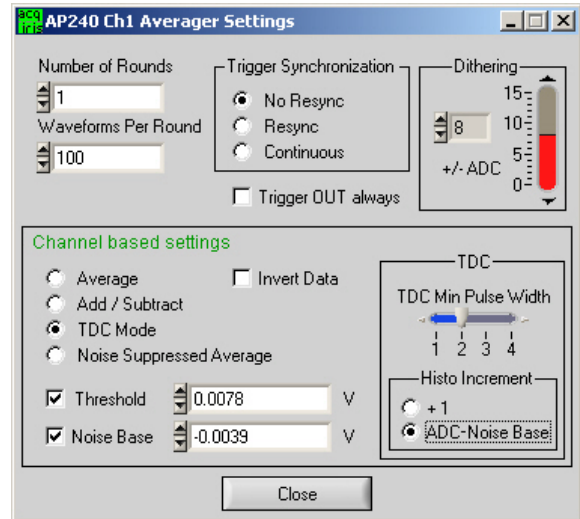 acq iris AP240 Ch1 Averager Settings
Number of Rounds
1
Waveforms Per Round
100
Trigger Synchronization
No Resync
Resync
Continuous
Trigger OUT always
Dithering
15
10
5
0
8
+/- ADC
Channel based settings
Average
Add / Subtract
TDC Mode
Noise Suppressed Average
Invert Data
Threshold 0.0078 V
Noise Base -0.0039 V
TDC
TDC Min Pulse Width
1 2 3 4
Histo Increment
+ 1
ADC-Noise Base
Close